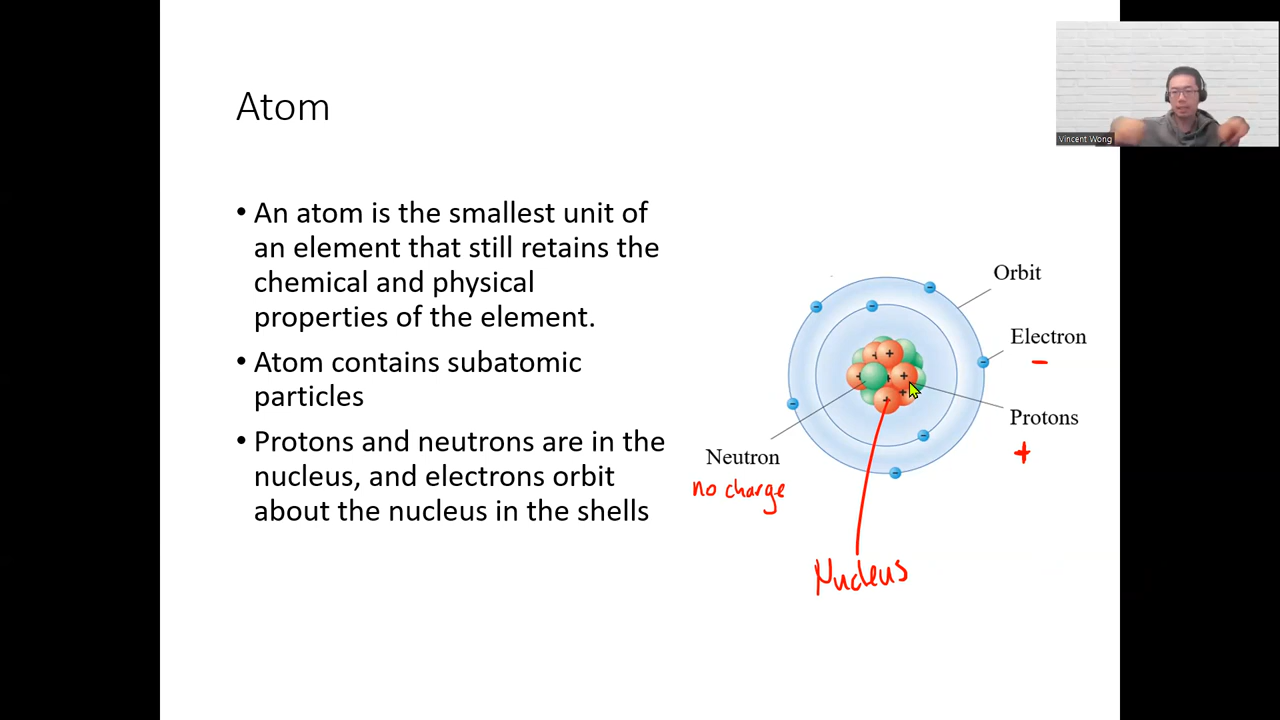 Atom
• An atom is the smallest unit of
an element that still retains the
chemical and physical
properties of the element.
• Atom contains subatomic
particles
• Protons and neutrons are in the
nucleus, and electrons orbit
about the nucleus in the shells
Orbit
Electron
-
Protons
+
Neutron
no charge
Nucleus
Vincent Wong